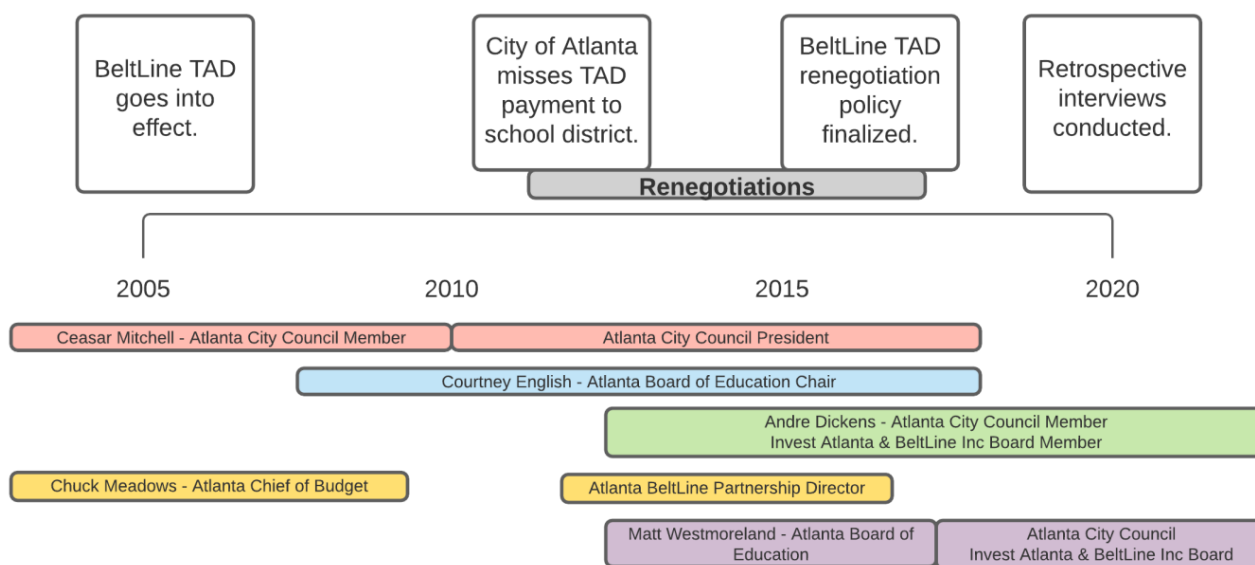 BeltLine TAD
goes into
effect.
City of Atlanta
misses TAD
payment to
school district.
BeltLine TAD
renegotiation
policy
finalized.
Retrospective
interviews
conducted.
Renegotiations
2005
2010
2015
2020
Ceasar Mitchell - Atlanta City Council Member
Atlanta City Council President
Courtney English - Atlanta Board of Education Chair
Andre Dickens - Atlanta City Council Member
Invest Atlanta & BeltLine Inc Board Member
Chuck Meadows - Atlanta Chief of Budget
Atlanta BeltLine Partnership Director
Matt Westmoreland - Atlanta Board of
Education
Atlanta City Council
Invest Atlanta & BeltLine Inc Board